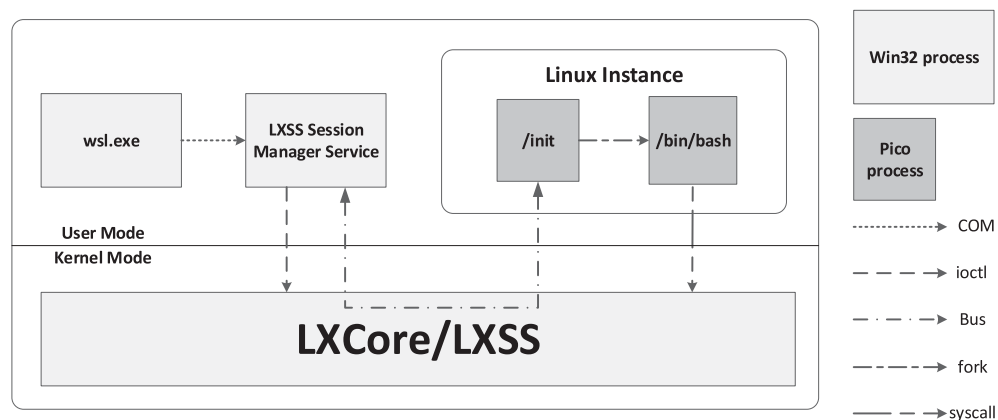 Linux Instance
wsl.exe
LXSS Session
Manager Service
/init
/bin/bash
User Mode
Kernel Mode
LXCore/LXSS
Win32 process
Pico
process
COM
ioctl
Bus
fork
syscall